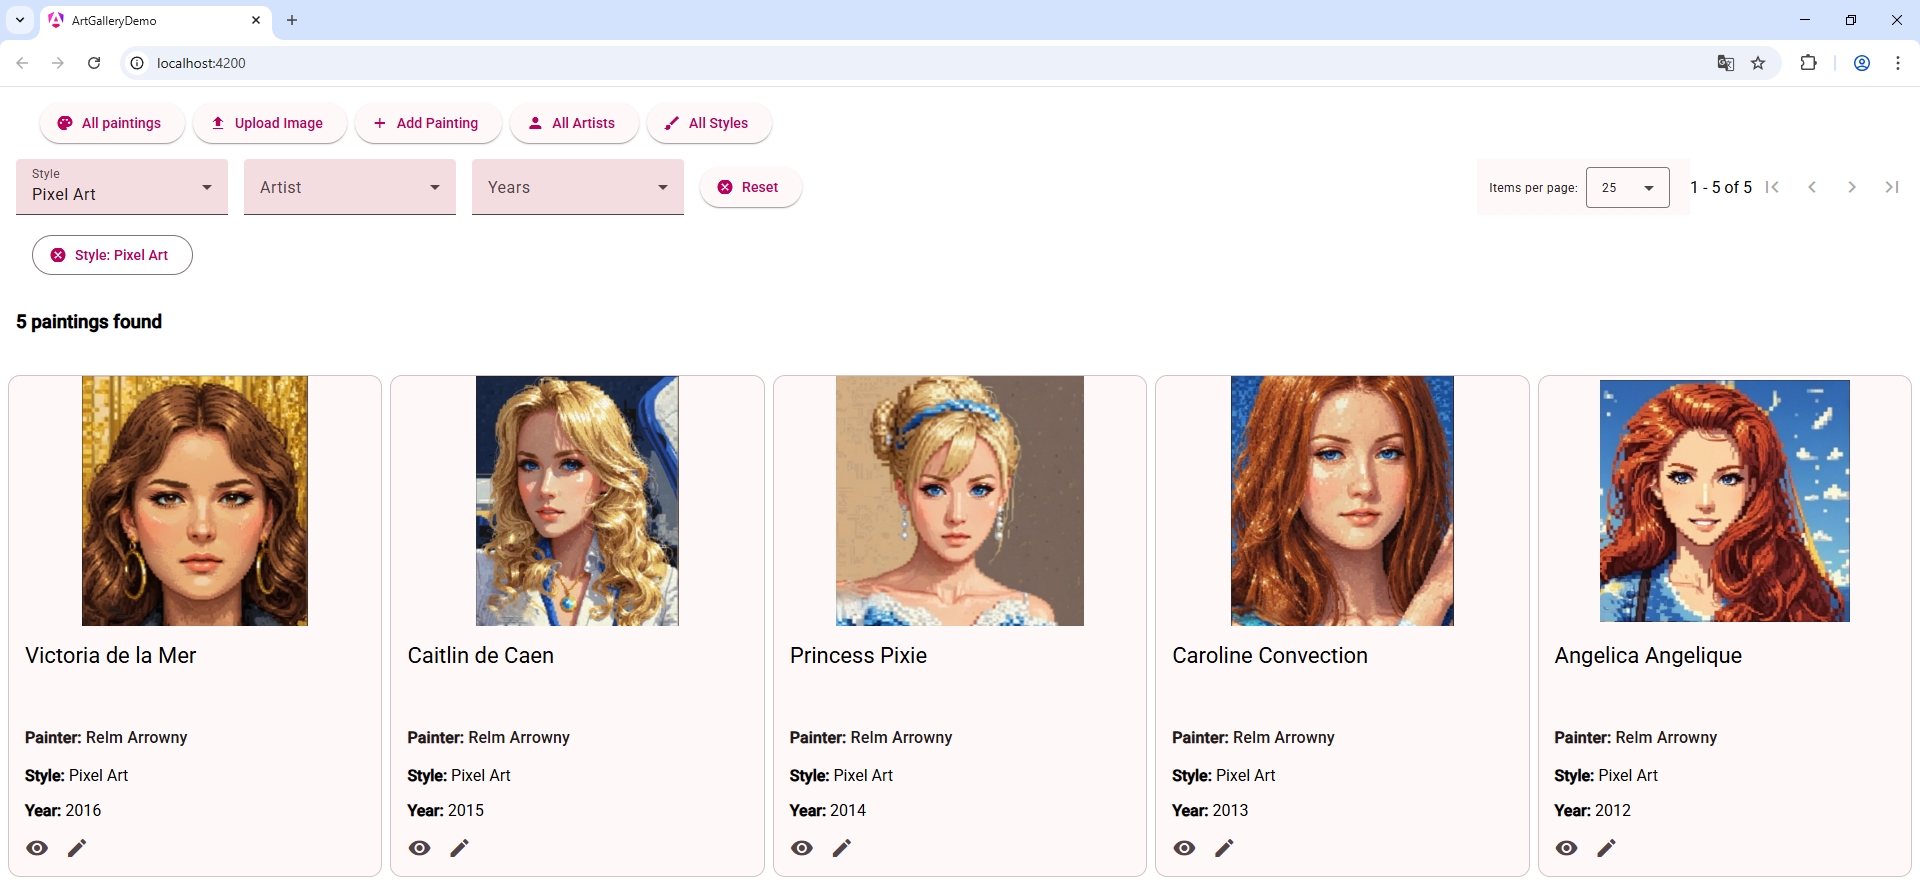 ArtGalleryDemo
localhost:4200
All paintings
Upload Image
Add Painting
All Artists
All Styles
Style
Pixel Art
Artist
Years
Reset
Items per page:
25
1 - 5 of 5
Style: Pixel Art
5 paintings found
Victoria de la Mer
Painter: Relm Arrowny
Style: Pixel Art
Year: 2016
Caitlin de Caen
Painter: Relm Arrowny
Style: Pixel Art
Year: 2015
Princess Pixie
Painter: Relm Arrowny
Style: Pixel Art
Year: 2014
Caroline Convection
Painter: Relm Arrowny
Style: Pixel Art
Year: 2013
Angelica Angelique
Painter: Relm Arrowny
Style: Pixel Art
Year: 2012